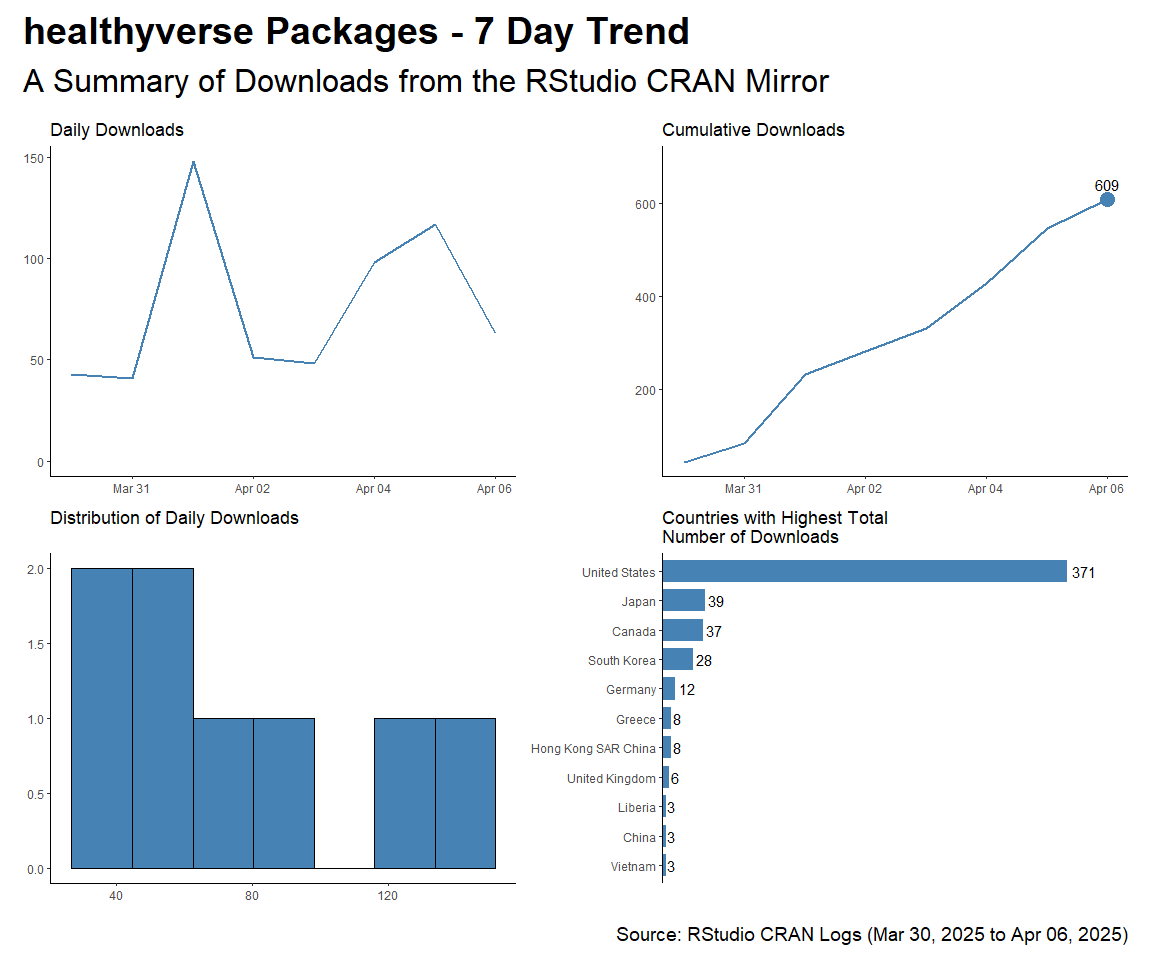 healthyverse Packages - 7 Day Trend
A Summary of Downloads from the RStudio CRAN Mirror
Daily Downloads
150
100
50
0
Mar 31 Apr 02 Apr 04 Apr 06
Cumulative Downloads
609
600
400
200
Mar 31 Apr 02 Apr 04 Apr 06
Distribution of Daily Downloads
2.0
1.5
1.0
0.5
0.0
40 80 120
Countries with Highest Total
Number of Downloads
United States 371
Japan 39
Canada 37
South Korea 28
Germany 12
Greece 8
Hong Kong SAR China 8
United Kingdom 6
Liberia 3
China 3
Vietnam 3
Source: RStudio CRAN Logs (Mar 30, 2025 to Apr 06, 2025)